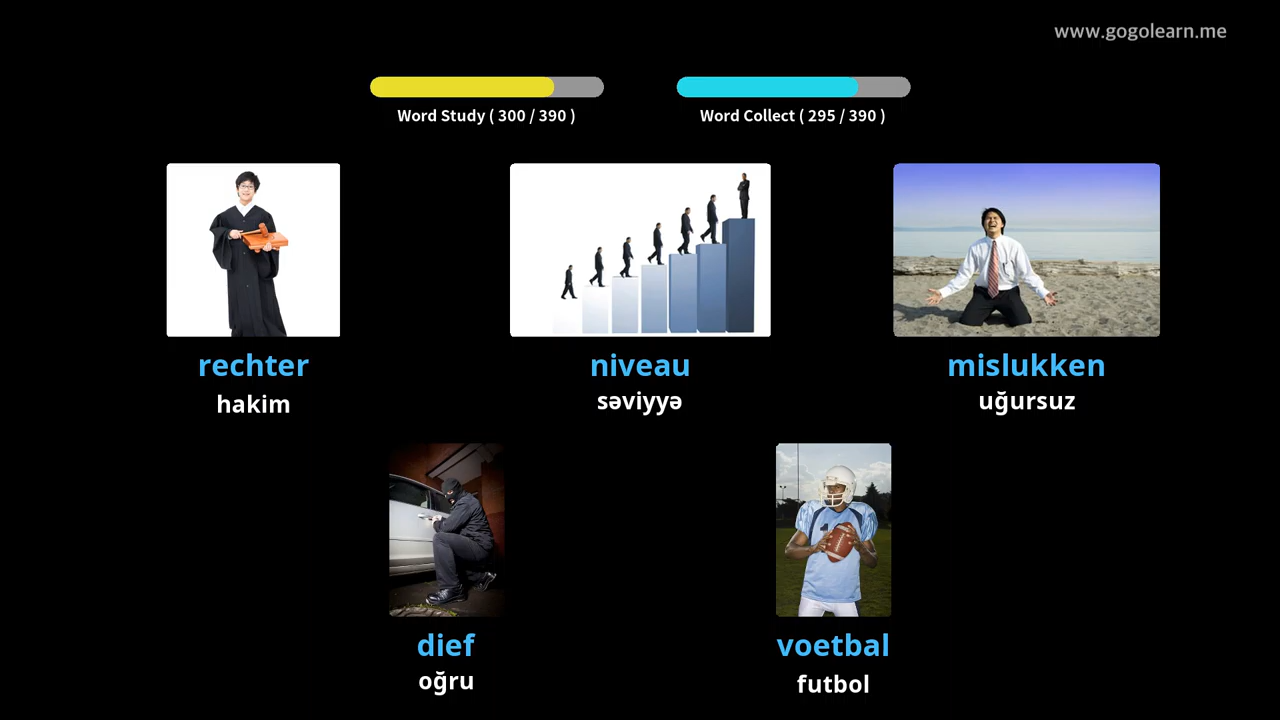 www.gogolearn.me
Word Study ( 300 / 390 )
Word Collect ( 295 / 390 )
rechter
hakim
niveau
səviyyə
mislukken
uğursuz
dief
oğru
voetbal
futbol